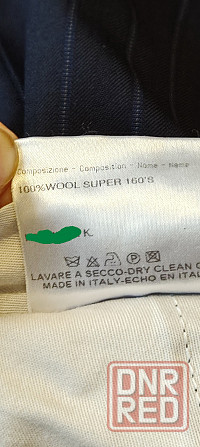 Composizione - Composition - Nome - Name
100%WOOL SUPER 160'S
K.
LAVARE A SECCO-DRY CLEAN O
MADE IN ITALY-ECHO EN ITAL
DNR
RED